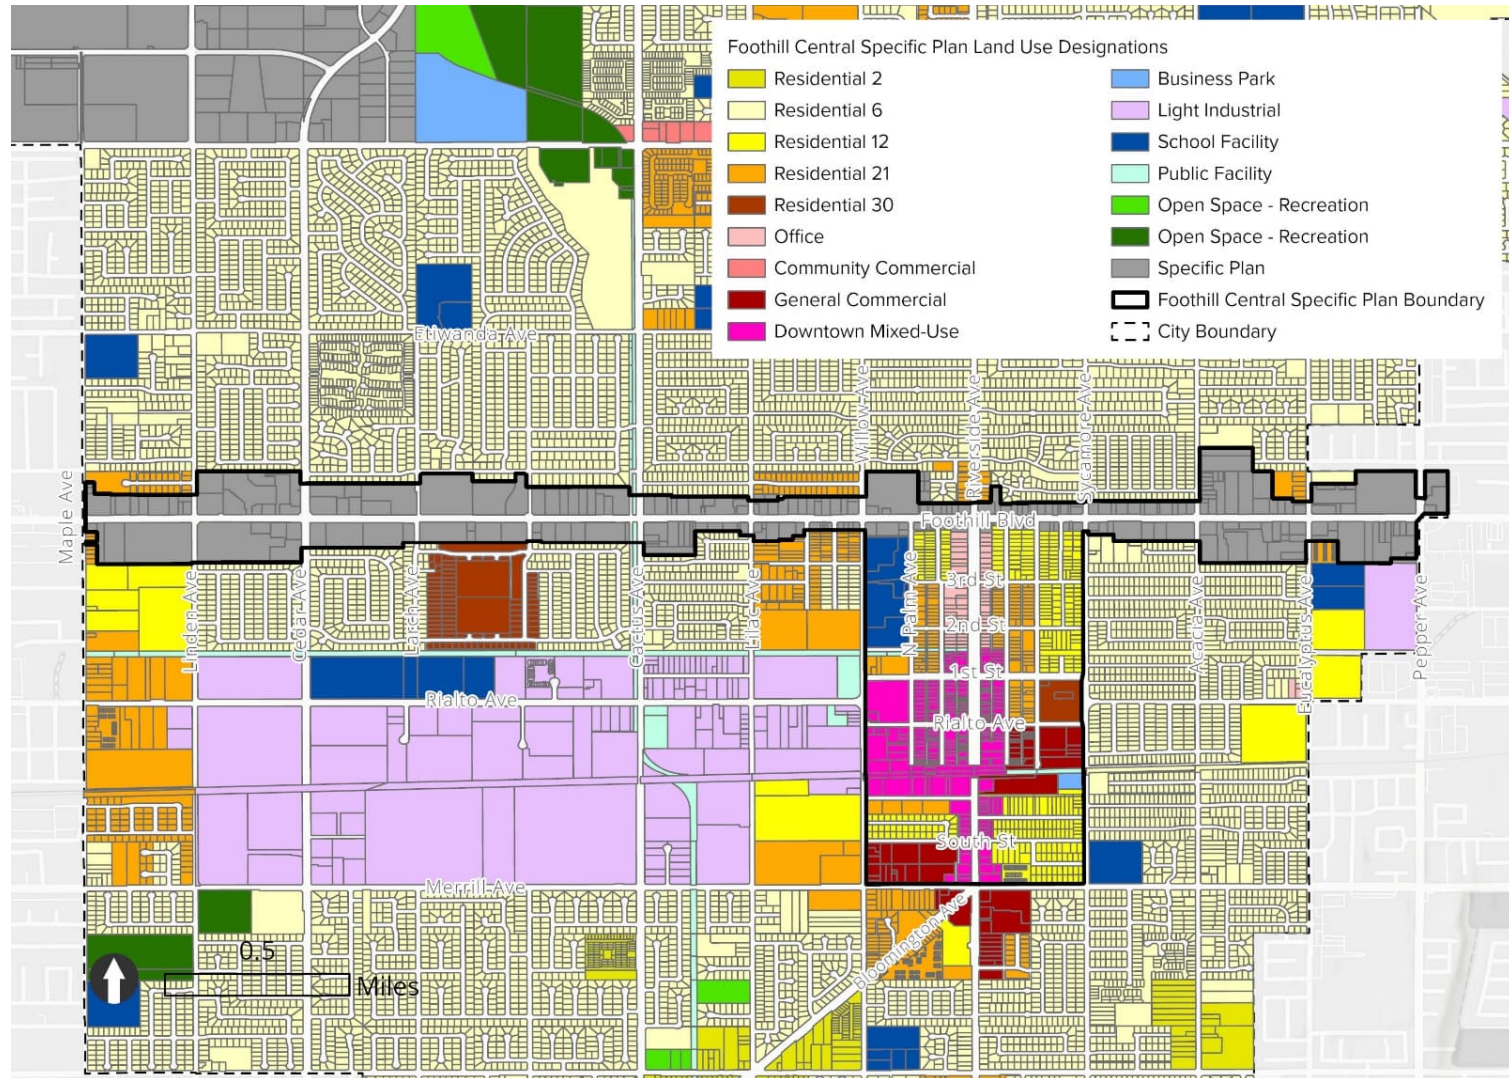 Foothill Central Specific Plan Land Use Designations
Residential 2
Residential 6
Residential 12
Residential 21
Residential 30
Office
Community Commercial
General Commercial
Downtown Mixed-Use
Business Park
Light Industrial
School Facility
Public Facility
Open Space - Recreation
Open Space - Recreation
Specific Plan
Foothill Central Specific Plan Boundary
City Boundary
Etiwanda Ave
Willow Ave
Riverside Ave
Sycamore Ave
Maple Ave
Foothill Blvd
Linden Ave
Cedar Ave
Larch Ave
Cactus Ave
Lilac Ave
N Palm Ave
3rd St
2nd St
1st St
Acacia Ave
Eucalyptus Ave
Pepper Ave
Rialto Ave
Rialto Ave
South St
Merrill Ave
Bloomington Ave
0.5
Miles